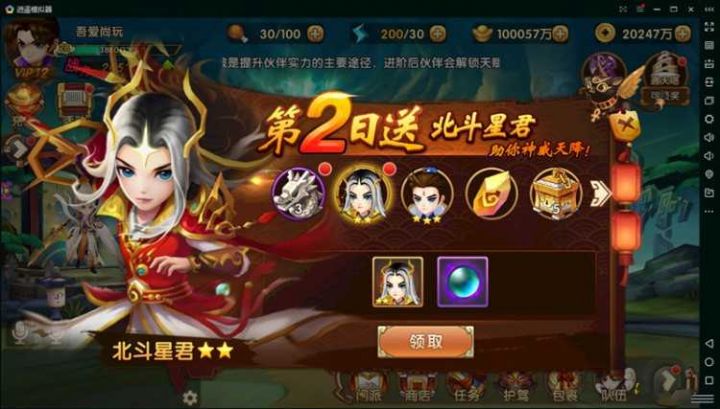 逍遥模拟器
吾爱尚玩
30/100
200/30
100057万
20247万
VIP 12
是提升伙伴实力的主要途径，进阶后伙伴会解锁天赋
第2日送 北斗星君
助你神威天降！
×3
5
领取
北斗星君
商店
任务
护驾
包裹
队伍